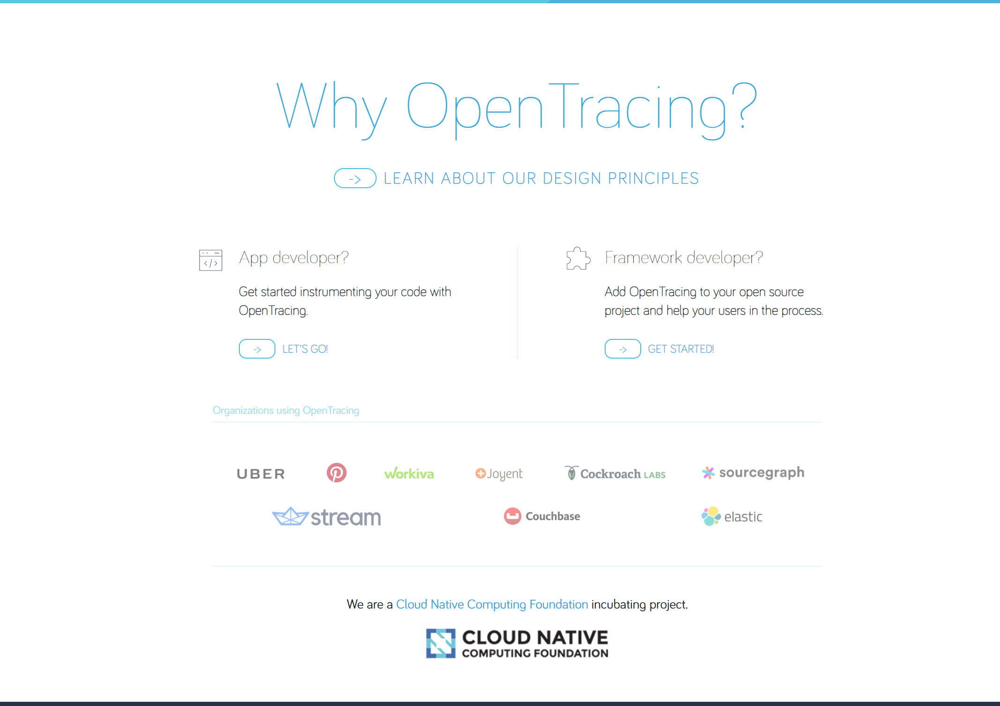 Why OpenTracing?
-> LEARN ABOUT OUR DESIGN PRINCIPLES
</> App developer?
Get started instrumenting your code with
OpenTracing.
-> LET'S GO!
Framework developer?
Add OpenTracing to your open source
project and help your users in the process.
-> GET STARTED!
Organizations using OpenTracing
UBER
workiva
Joyent
Cockroach LABS
sourcegraph
stream
Couchbase
elastic
We are a Cloud Native Computing Foundation incubating project.
CLOUD NATIVE
COMPUTING FOUNDATION